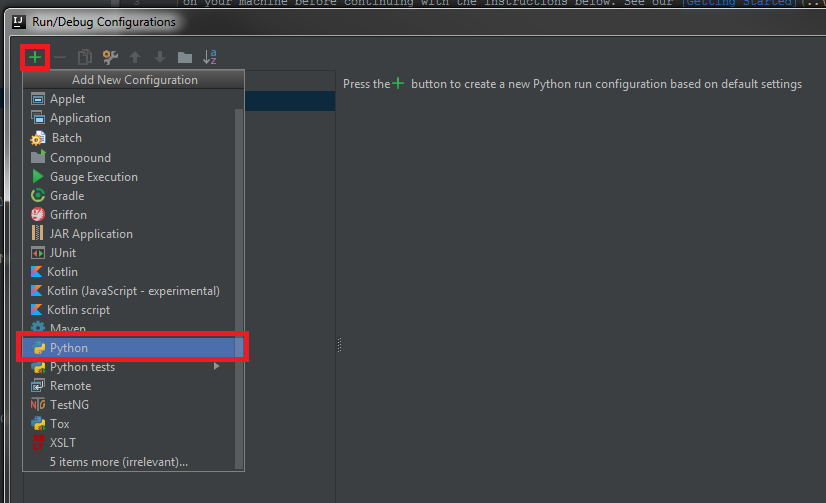 on your machine before continuing with the instructions below. See our [Getting Started](..\
Run/Debug Configurations
Add New Configuration
Press the + button to create a new Python run configuration based on default settings
Applet
Application
Batch
Compound
Gauge Execution
Gradle
Griffon
JAR Application
JUnit
Kotlin
Kotlin (JavaScript - experimental)
Kotlin script
Maven
Python
Python tests
Remote
TestNG
Tox
XSLT
5 items more (irrelevant)...